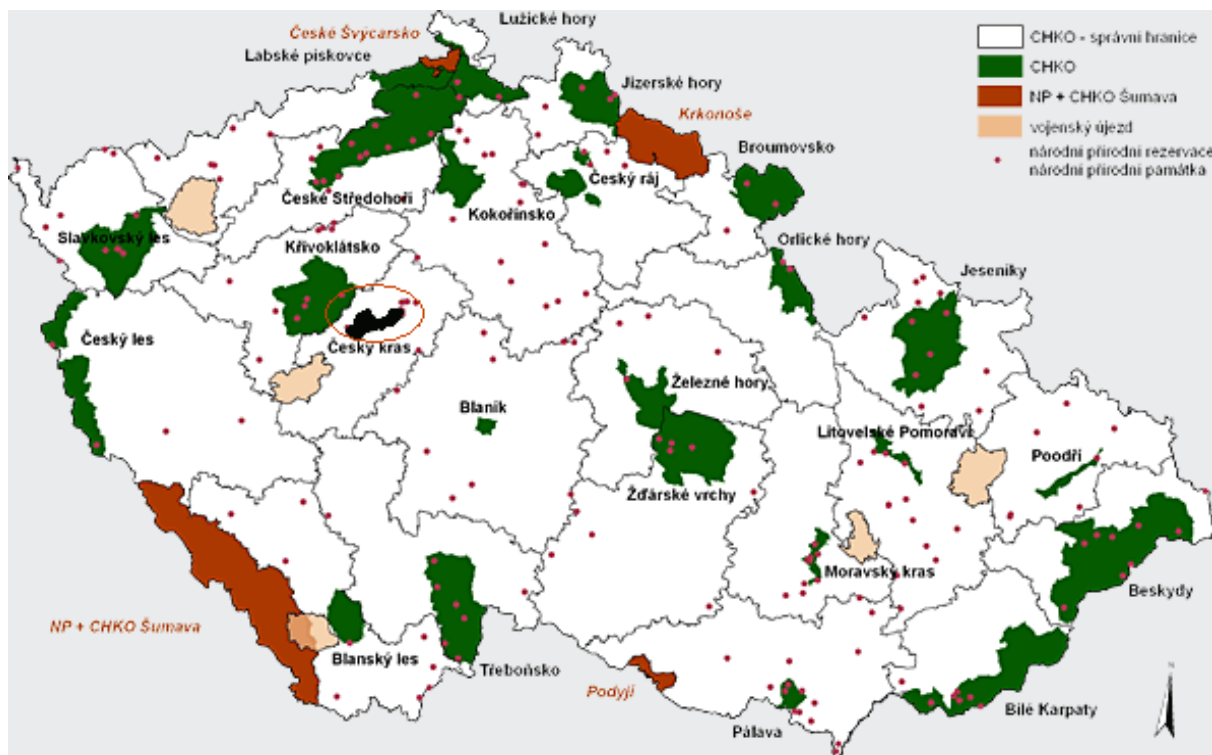 Lužické hory
České Švýcarsko
Labské pískovce
Jizerské hory
Krkonoše
Broumovsko
České Středohoří
Český ráj
Kokořínsko
Slavkovský les
Křivoklátsko
Orlické hory
Jeseníky
Český les
Český kras
Železné hory
Blaník
Litovelské Pomoraví
Poodří
Žďárské vrchy
Moravský kras
Beskydy
NP + CHKO Šumava
Blanský les
Třeboňsko
Podyjí
Pálava
Bílé Karpaty
CHKO - správní hranice
CHKO
NP + CHKO Šumava
vojenský újezd
národní přírodní rezervace
národní přírodní památka
N